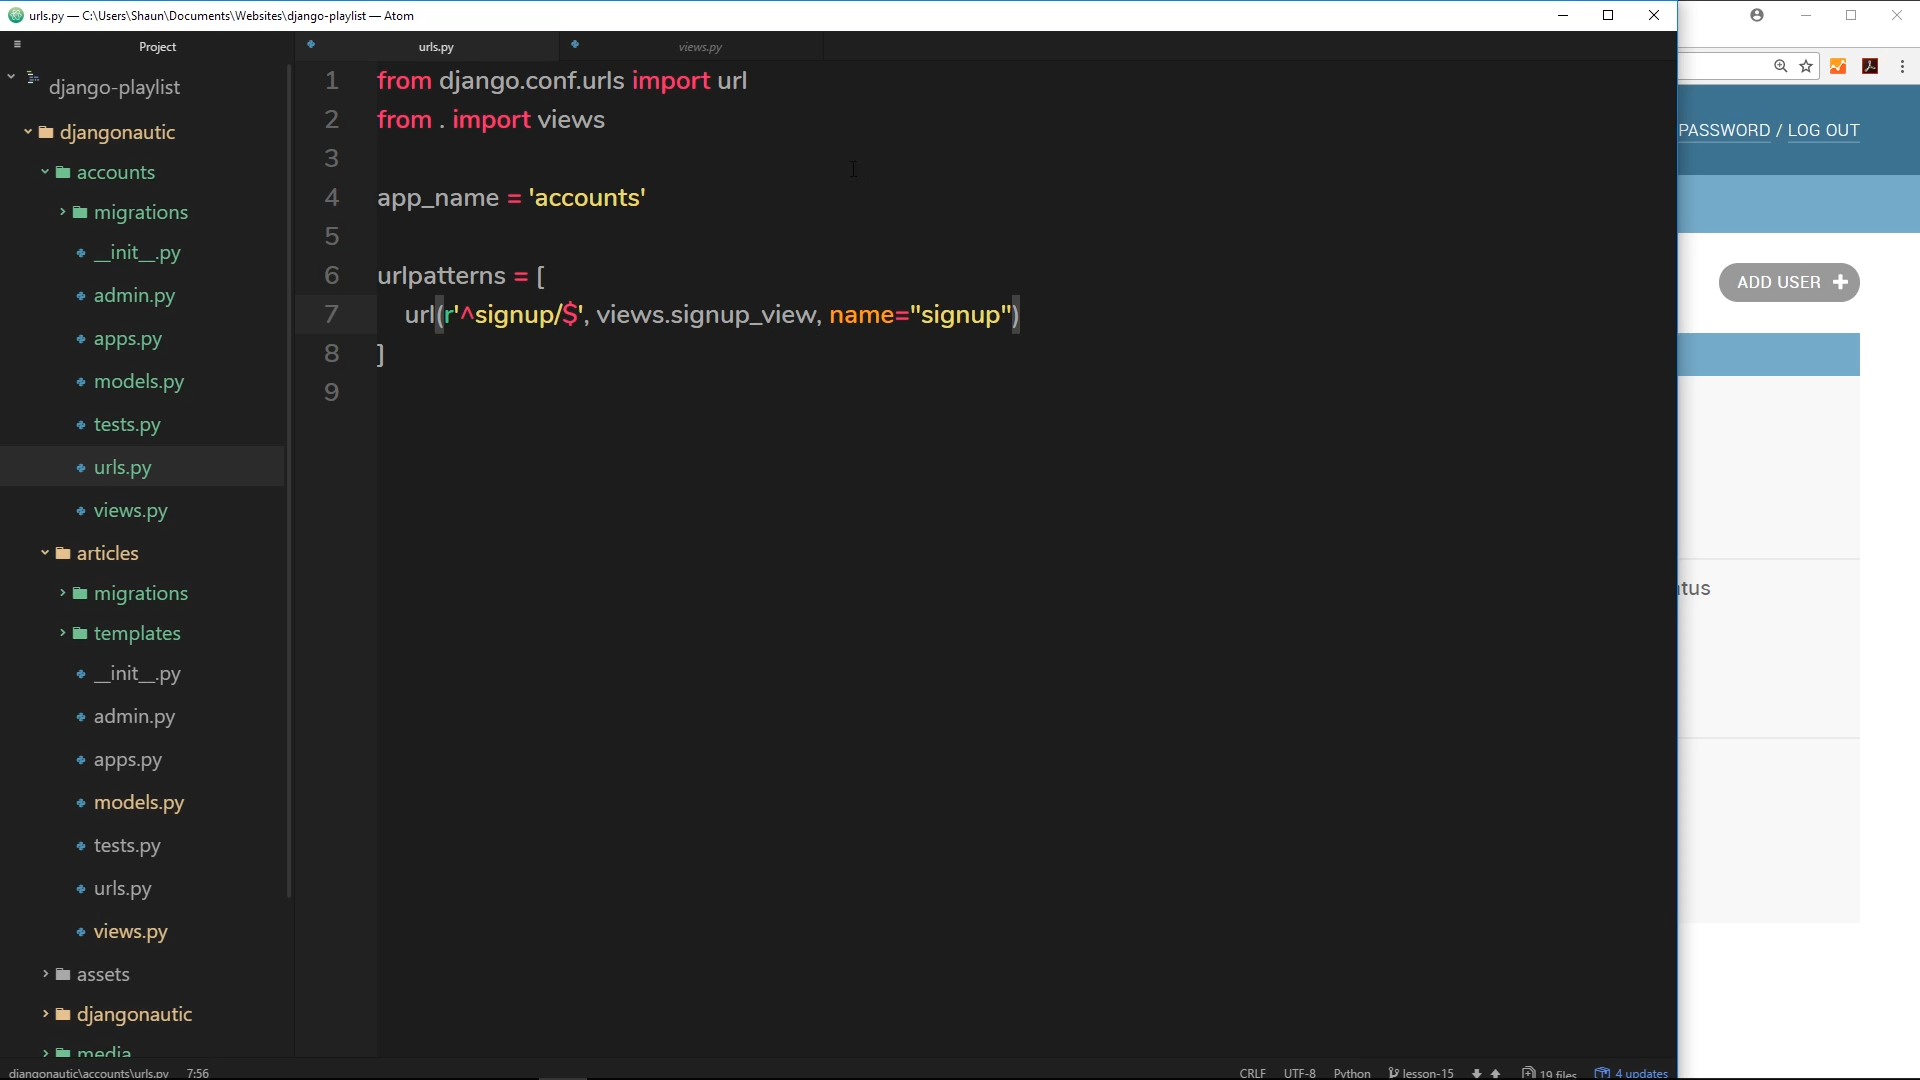 urls.py — C:\Users\Shaun\Documents\Websites\django-playlist — Atom
Project
django-playlist
djangonautic
accounts
migrations
__init__.py
admin.py
apps.py
models.py
tests.py
urls.py
views.py
articles
migrations
templates
__init__.py
admin.py
apps.py
models.py
tests.py
urls.py
views.py
assets
djangonautic
media
urls.py
views.py
1 from django.conf.urls import url
2 from . import views
3
4 app_name = 'accounts'
5
6 urlpatterns = [
7 url(r'^signup/$', views.signup_view, name="signup")
8 ]
9
PASSWORD / LOG OUT
ADD USER
tus
djangonautic\accounts\urls.py 7:56
CRLF UTF-8 Python lesson-15 19 files 4 updates